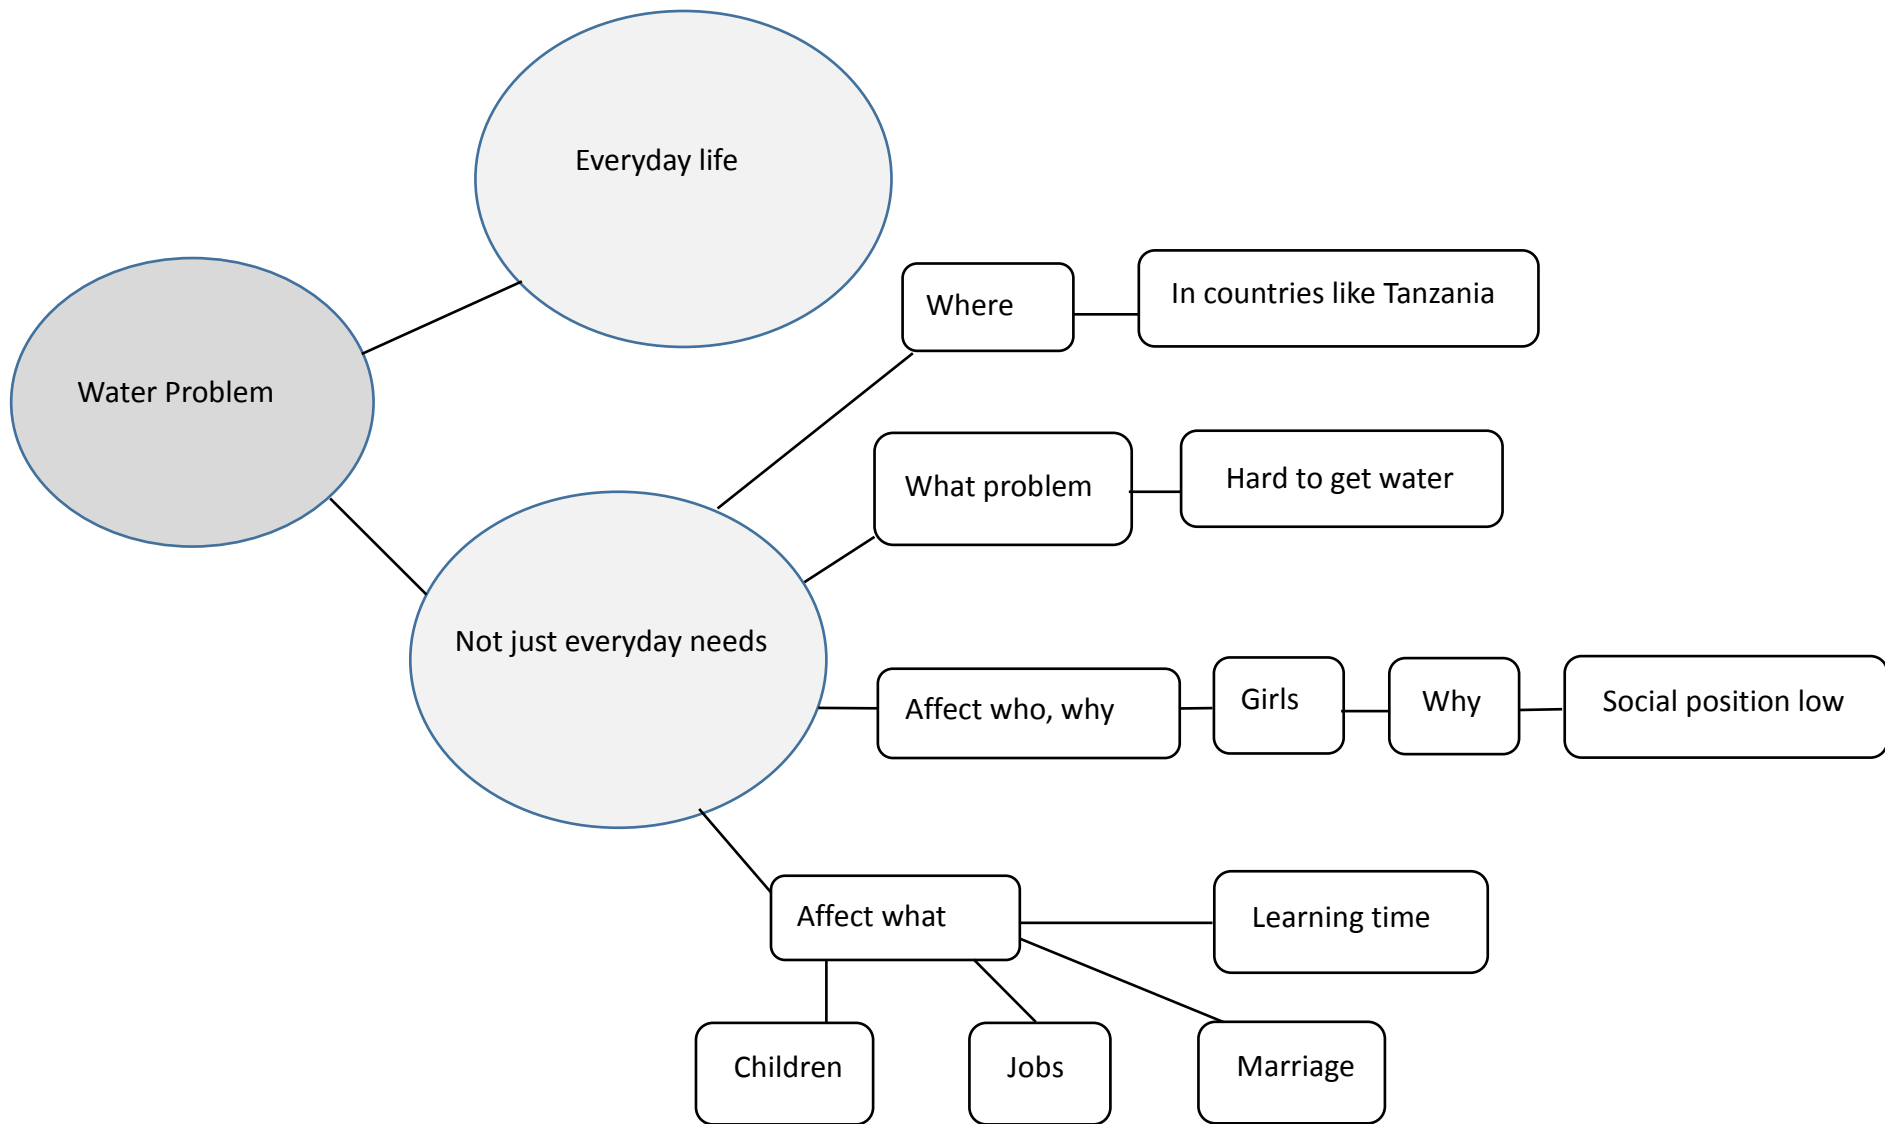 Everyday life
Water Problem
Where
In countries like Tanzania
What problem
Hard to get water
Not just everyday needs
Affect who, why
Girls
Why
Social position low
Affect what
Learning time
Children
Jobs
Marriage